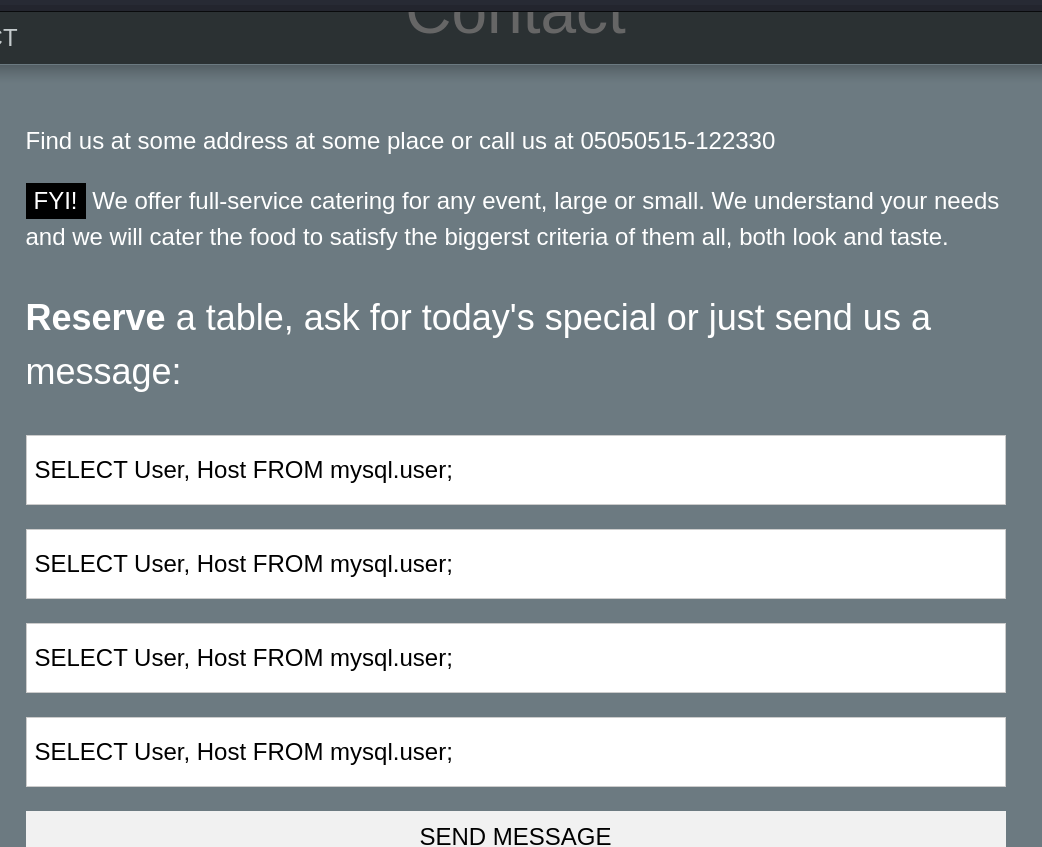 Contact
CT
Find us at some address at some place or call us at 05050515-122330
FYI! We offer full-service catering for any event, large or small. We understand your needs
and we will cater the food to satisfy the biggerst criteria of them all, both look and taste.
Reserve a table, ask for today's special or just send us a
message:
SELECT User, Host FROM mysql.user;
SELECT User, Host FROM mysql.user;
SELECT User, Host FROM mysql.user;
SELECT User, Host FROM mysql.user;
SEND MESSAGE